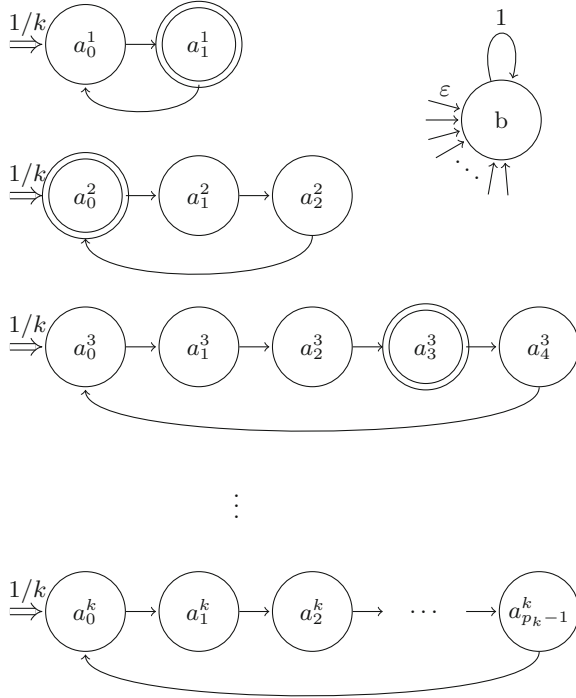 1/k a_0^1 a_1^1
1
ε b
⋱
1/k a_0^2 a_1^2 a_2^2
1/k a_0^3 a_1^3 a_2^3 a_3^3 a_4^3
⋮
1/k a_0^k a_1^k a_2^k ⋯ a_{p_k-1}^k